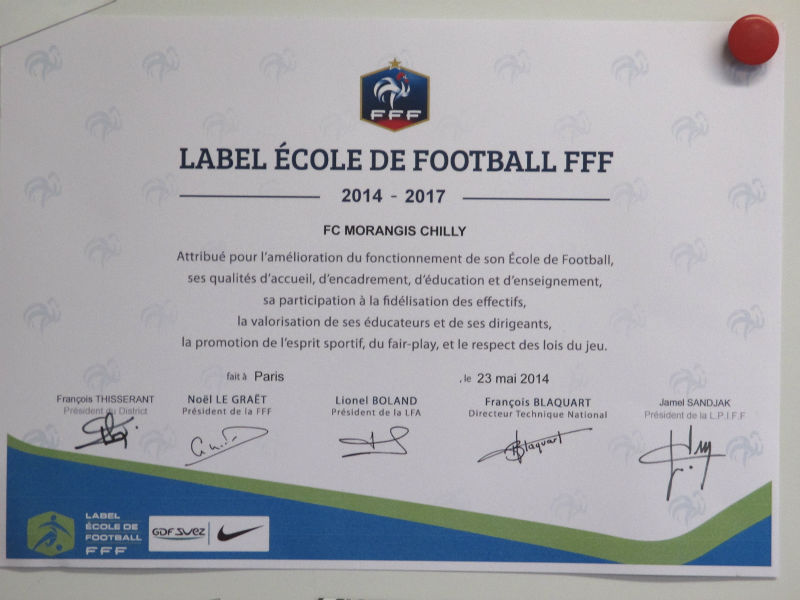 FFF
LABEL ÉCOLE DE FOOTBALL FFF
2014 - 2017
FC MORANGIS CHILLY
Attribué pour l'amélioration du fonctionnement de son École de Football,
ses qualités d'accueil, d'encadrement, d'éducation et d'enseignement,
sa participation à la fidélisation des effectifs,
la valorisation de ses éducateurs et de ses dirigeants,
la promotion de l'esprit sportif, du fair-play, et le respect des lois du jeu.
fait à Paris , le 23 mai 2014
François THISSERANT
Président du District
Noël LE GRAËT
Président de la FFF
Lionel BOLAND
Président de la LFA
François BLAQUART
Directeur Technique National
Jamel SANDJAK
Président de la L.P.I.F.F
Blaquart
LABEL
ÉCOLE DE
FOOTBALL
FFF
GDF SUEZ